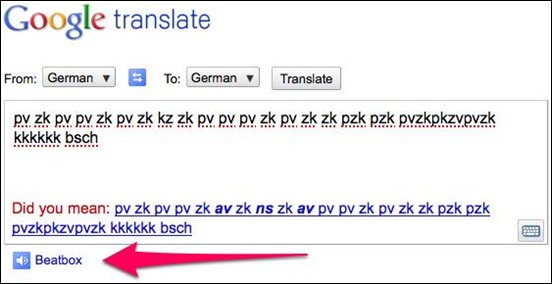 Google translate
From: German To: German Translate
pv zk pv pv zk pv zk kz zk pv pv pv zk pv zk zk pzk pzk pvzkpkzvpvzk
kkkkkk bsch
Did you mean: pv zk pv pv zk av zk ns zk av pv pv zk pv zk zk pzk pzk
pvzkpkzvpvzk kkkkkk bsch
Beatbox